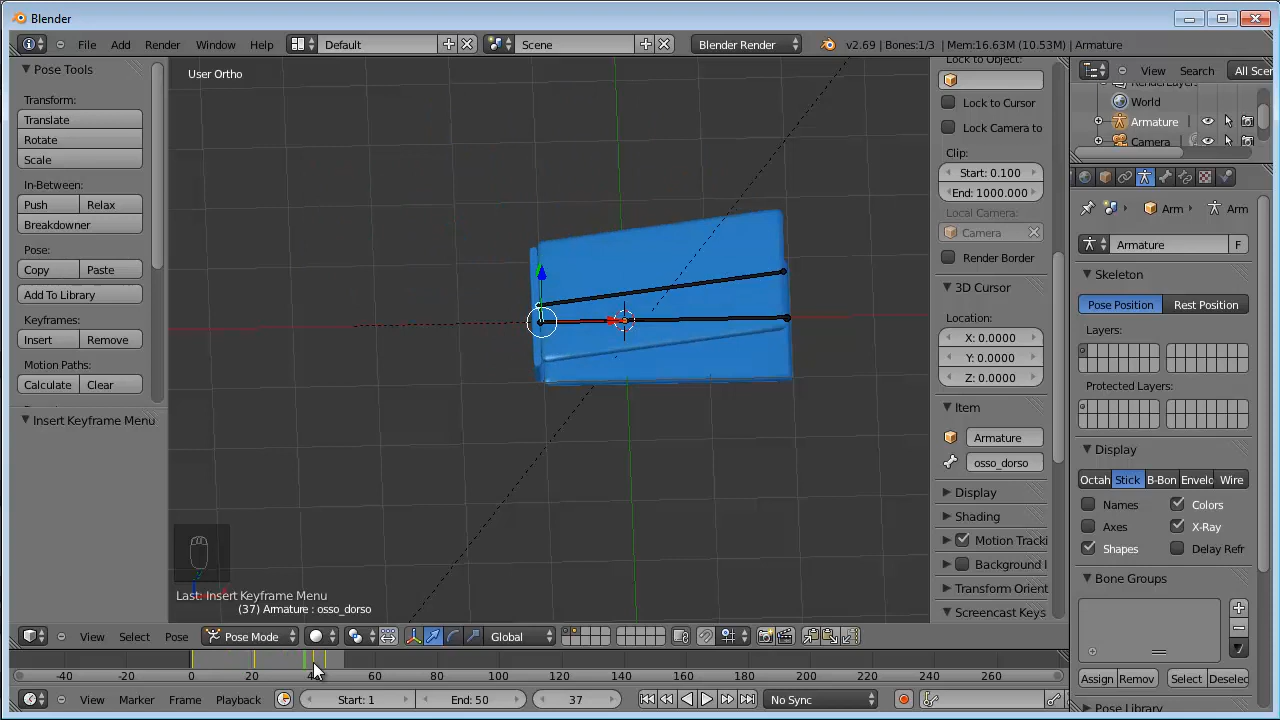 Blender
File Add Render Window Help Default Scene Blender Render v2.69 | Bones:1/3 | Mem:16.63M (10.53M) | Armature
Pose Tools
Transform:
Translate
Rotate
Scale
In-Between:
Push Relax
Breakdowner
Pose:
Copy Paste
Add To Library
Keyframes:
Insert Remove
Motion Paths:
Calculate Clear
Insert Keyframe Menu
User Ortho
Last: Insert Keyframe Menu
(37) Armature : osso_dorso
View Select Pose Pose Mode Global
Lock to Object:
Lock to Cursor
Lock Camera to
Clip:
Start: 0.100
End: 1000.000
Local Camera:
Camera
Render Border
3D Cursor
Location:
X: 0.0000
Y: 0.0000
Z: 0.0000
Item
Armature
osso_dorso
Display
Shading
Motion Tracki
Background I
Transform Orient
Screencast Keys
View Search All Scen
World
Armature
Camera
Arm Arm
Armature F
Skeleton
Pose Position Rest Position
Layers:
Protected Layers:
Display
Octah Stick B-Bon Envelo Wire
Names Colors
Axes X-Ray
Shapes Delay Refr
Bone Groups
Assign Remov Select Deselec
Pose Library
-40 -20 0 20 40 60 80 100 120 140 160 180 200 220 240 260
View Marker Frame Playback Start: 1 End: 50 37 No Sync